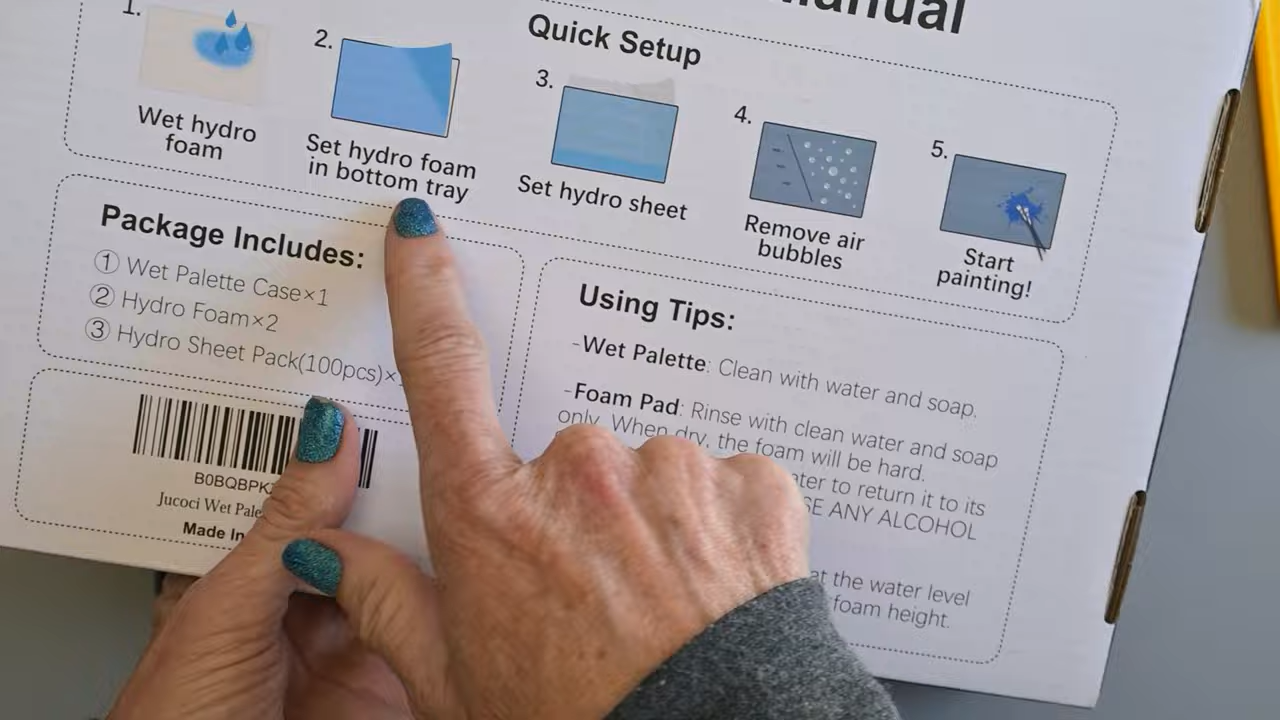 Manual
Quick Setup
1.
Wet hydro
foam
2.
Set hydro foam
in bottom tray
3.
Set hydro sheet
4.
Remove air
bubbles
5.
Start
painting!
Package Includes:
① Wet Palette Case×1
② Hydro Foam×2
③ Hydro Sheet Pack(100pcs)×
B0BQBPK
Jucoci Wet
Made In
Using Tips:
-Wet Palette: Clean with water and soap.
-Foam Pad: Rinse with clean water and soap
only. When dry, the foam will be hard.
to return it to its
ANY ALCOHOL
the water level
foam height.